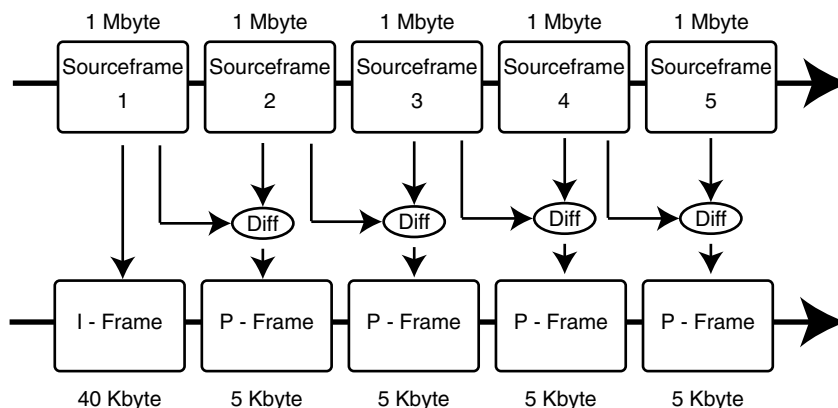 1 Mbyte 1 Mbyte 1 Mbyte 1 Mbyte 1 Mbyte
Sourceframe Sourceframe Sourceframe Sourceframe Sourceframe
1 2 3 4 5
Diff Diff Diff Diff
I - Frame P - Frame P - Frame P - Frame P - Frame
40 Kbyte 5 Kbyte 5 Kbyte 5 Kbyte 5 Kbyte